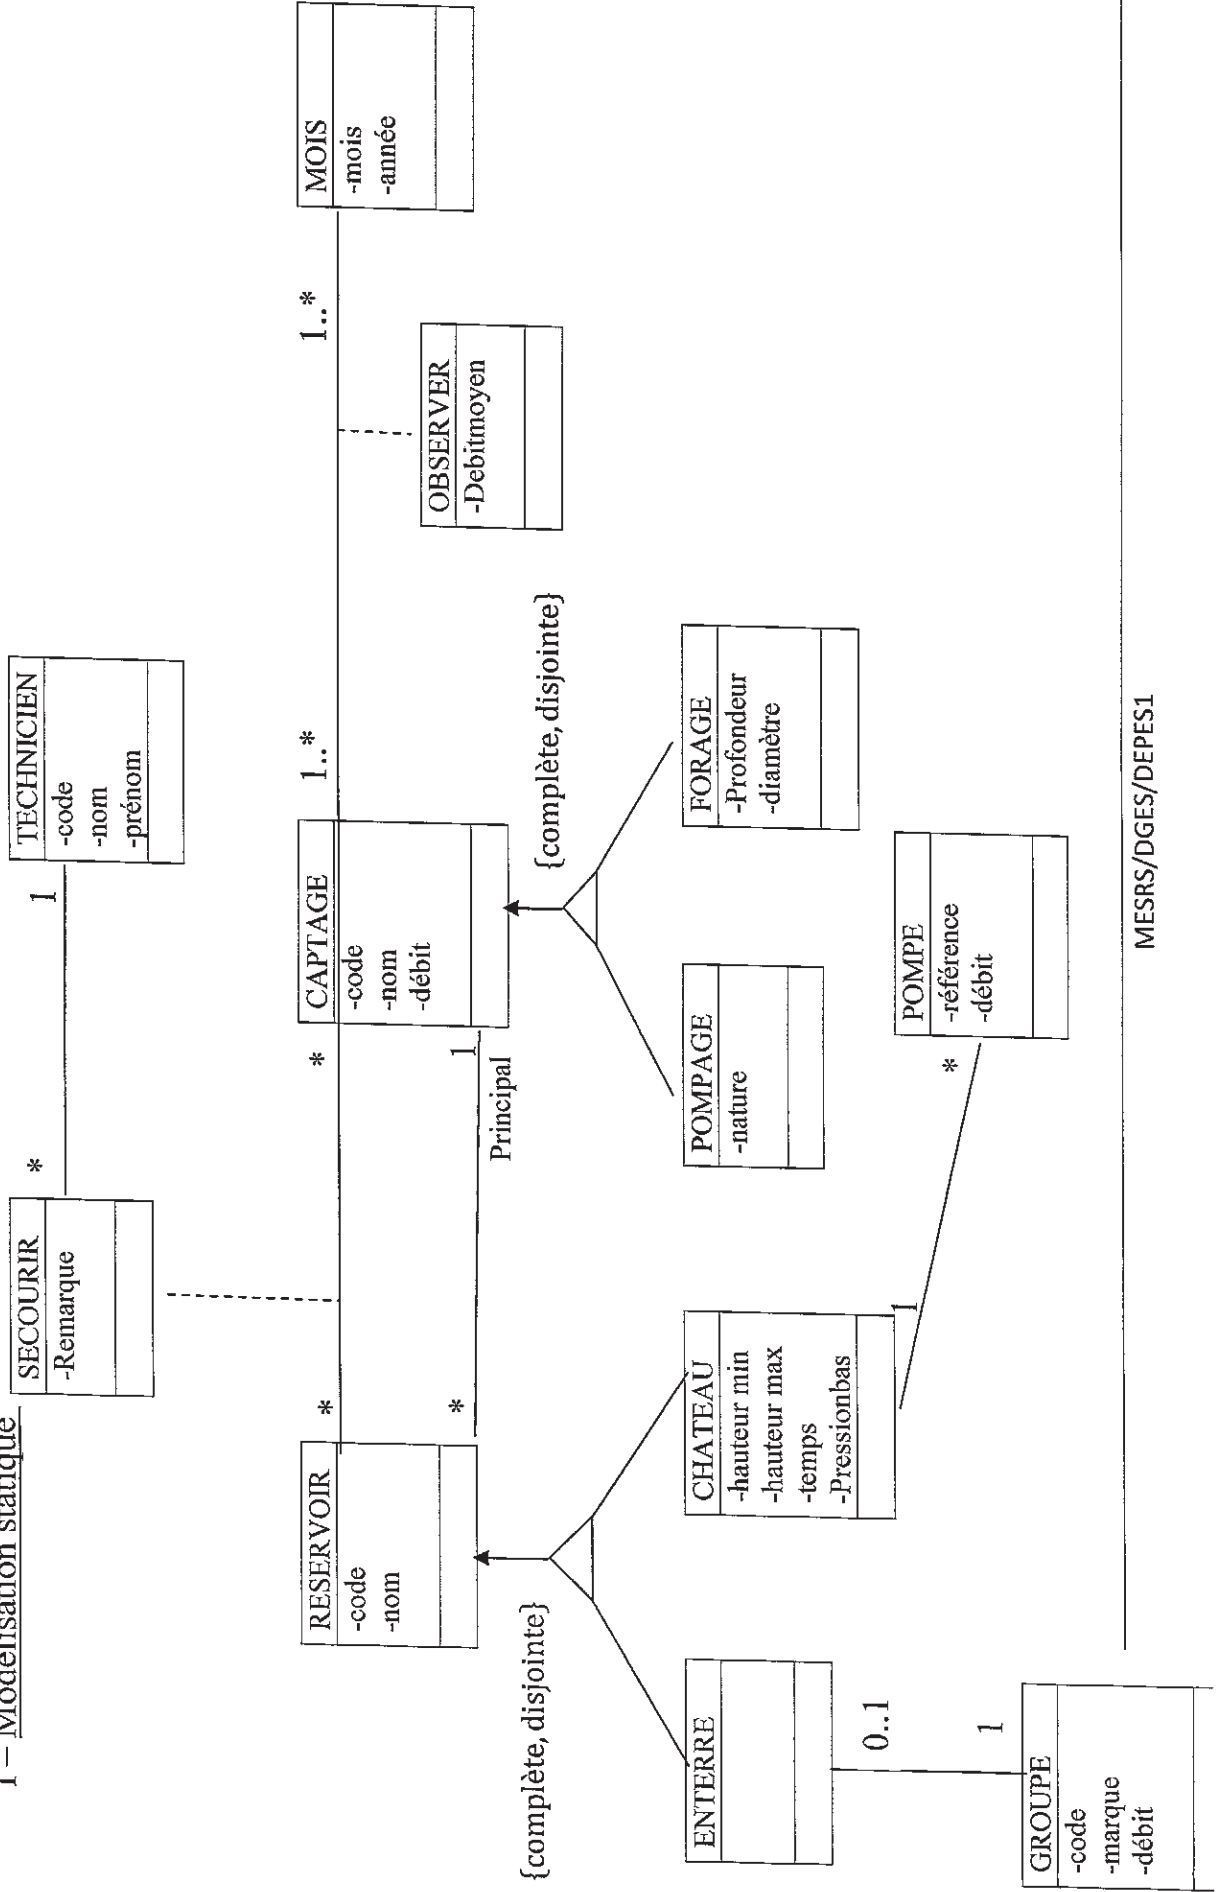 1 – Modélisation statique
SECOURIR
-Remarque
*
1
TECHNICIEN
-code
-nom
-prénom
RESERVOIR
-code
-nom
*
*
*
1
Principal
CAPTAGE
-code
-nom
-débit
1..*
1..*
MOIS
-mois
-année
OBSERVER
-Debitmoyen
{complète, disjointe}
{complète, disjointe}
ENTERRE
CHATEAU
-hauteur min
-hauteur max
-temps
-Pressionbas
POMPAGE
-nature
FORAGE
-Profondeur
-diamètre
0..1
1
1
*
POMPE
-référence
-débit
GROUPE
-code
-marque
-débit
MESRS/DGES/DEPES1